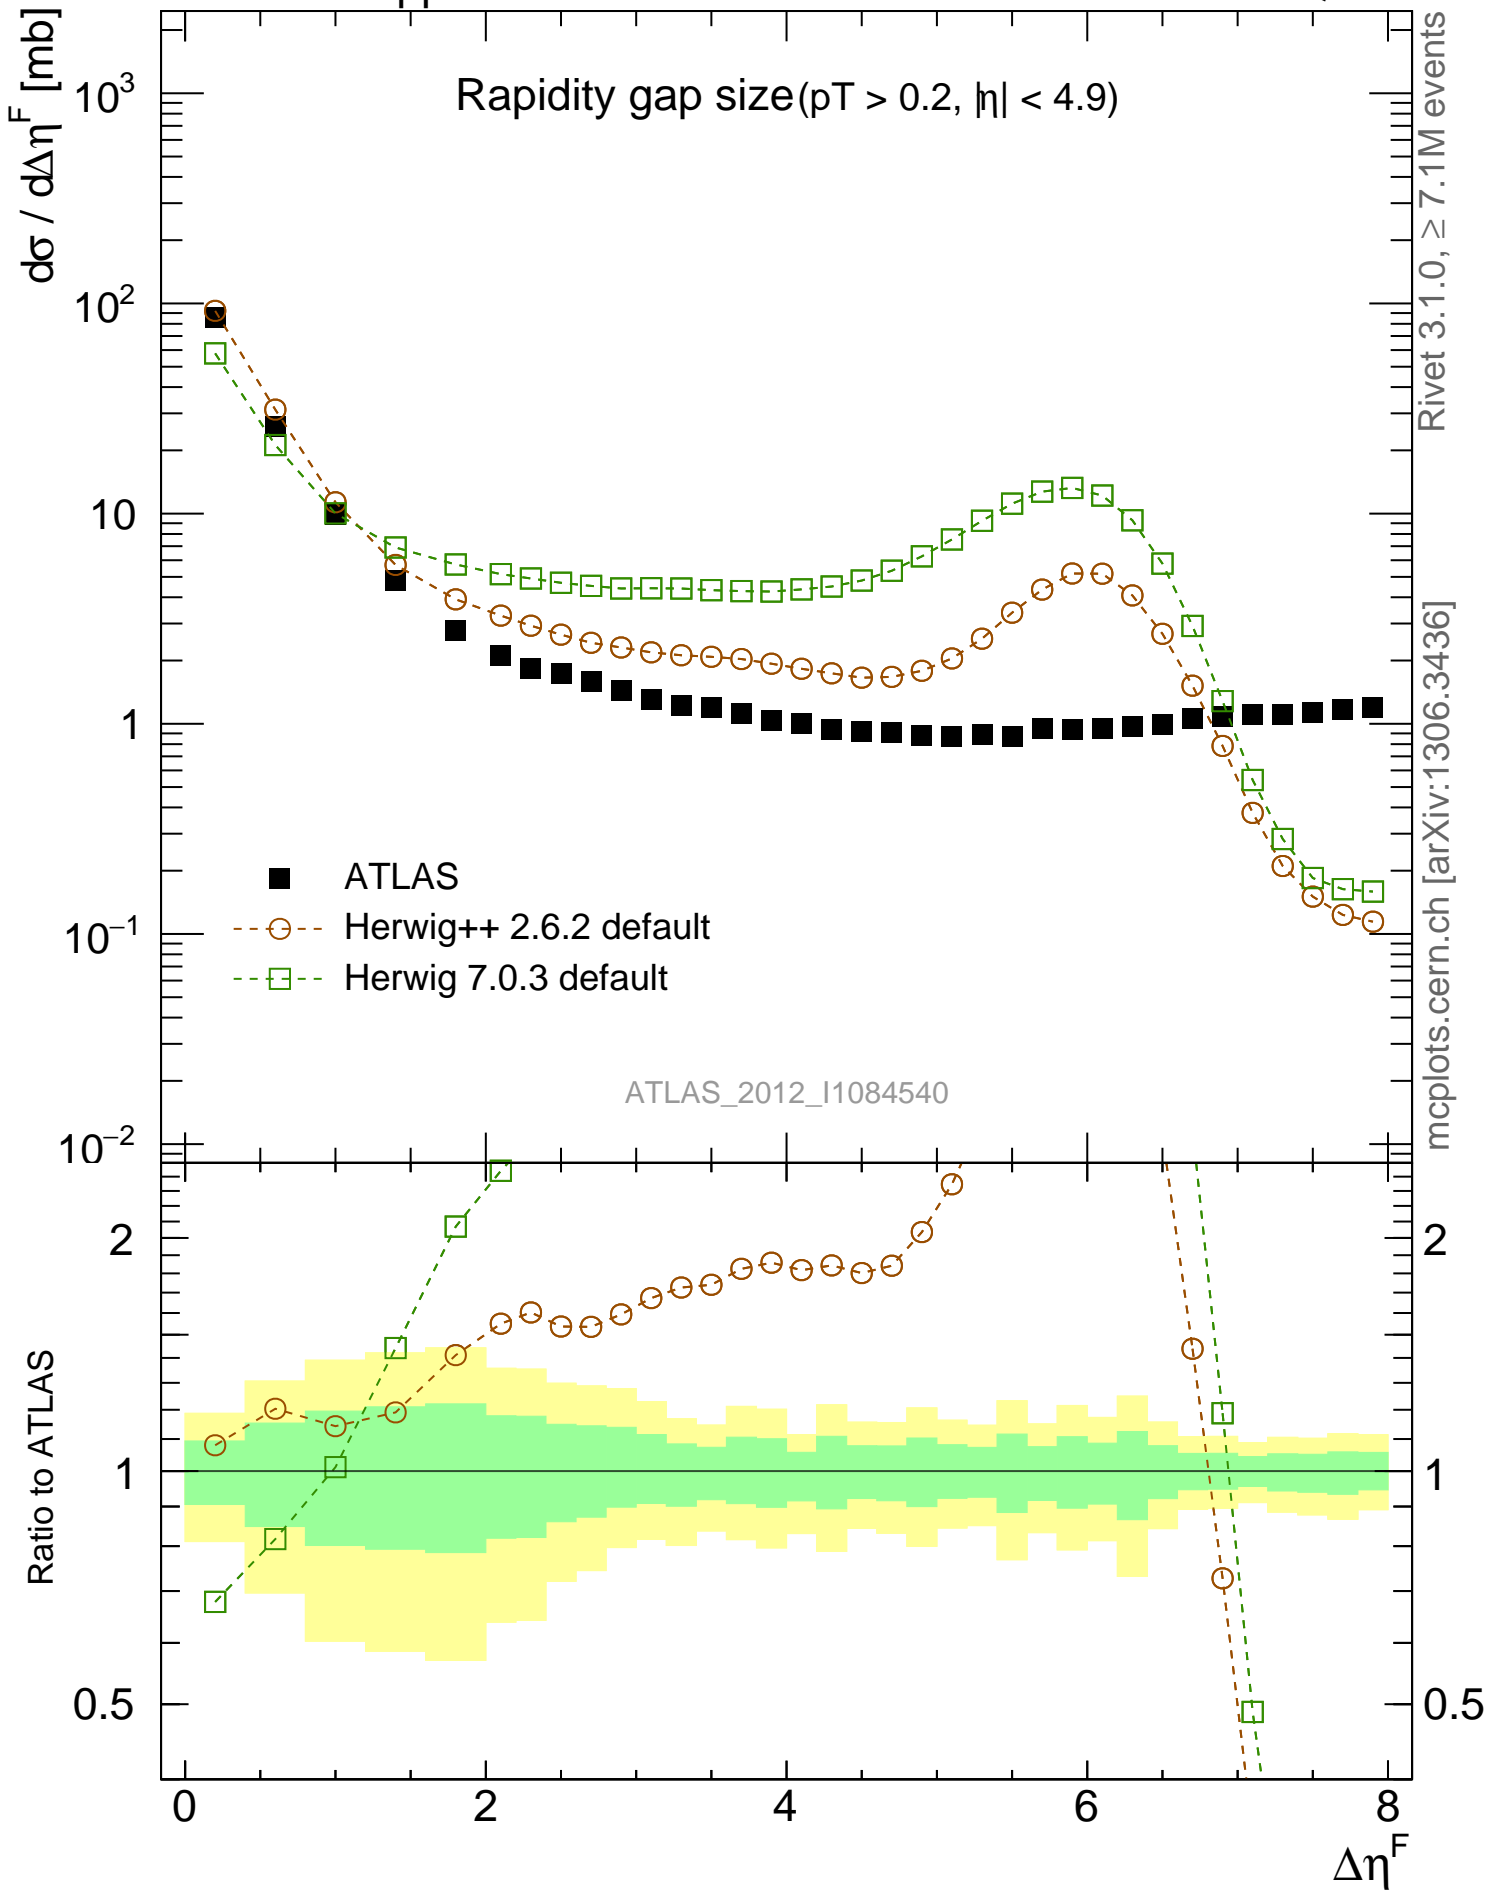 Rapidity gap size (pT > 0.2, |η| < 4.9)
dσ / dΔη^F [mb]
10^3
10^2
10
1
10^−1
10^−2
ATLAS
Herwig++ 2.6.2 default
Herwig 7.0.3 default
ATLAS_2012_I1084540
Rivet 3.1.0, ≥ 7.1M events
mcplots.cern.ch [arXiv:1306.3436]
Ratio to ATLAS
2
1
0.5
2
1
0.5
0 2 4 6 8
Δη^F